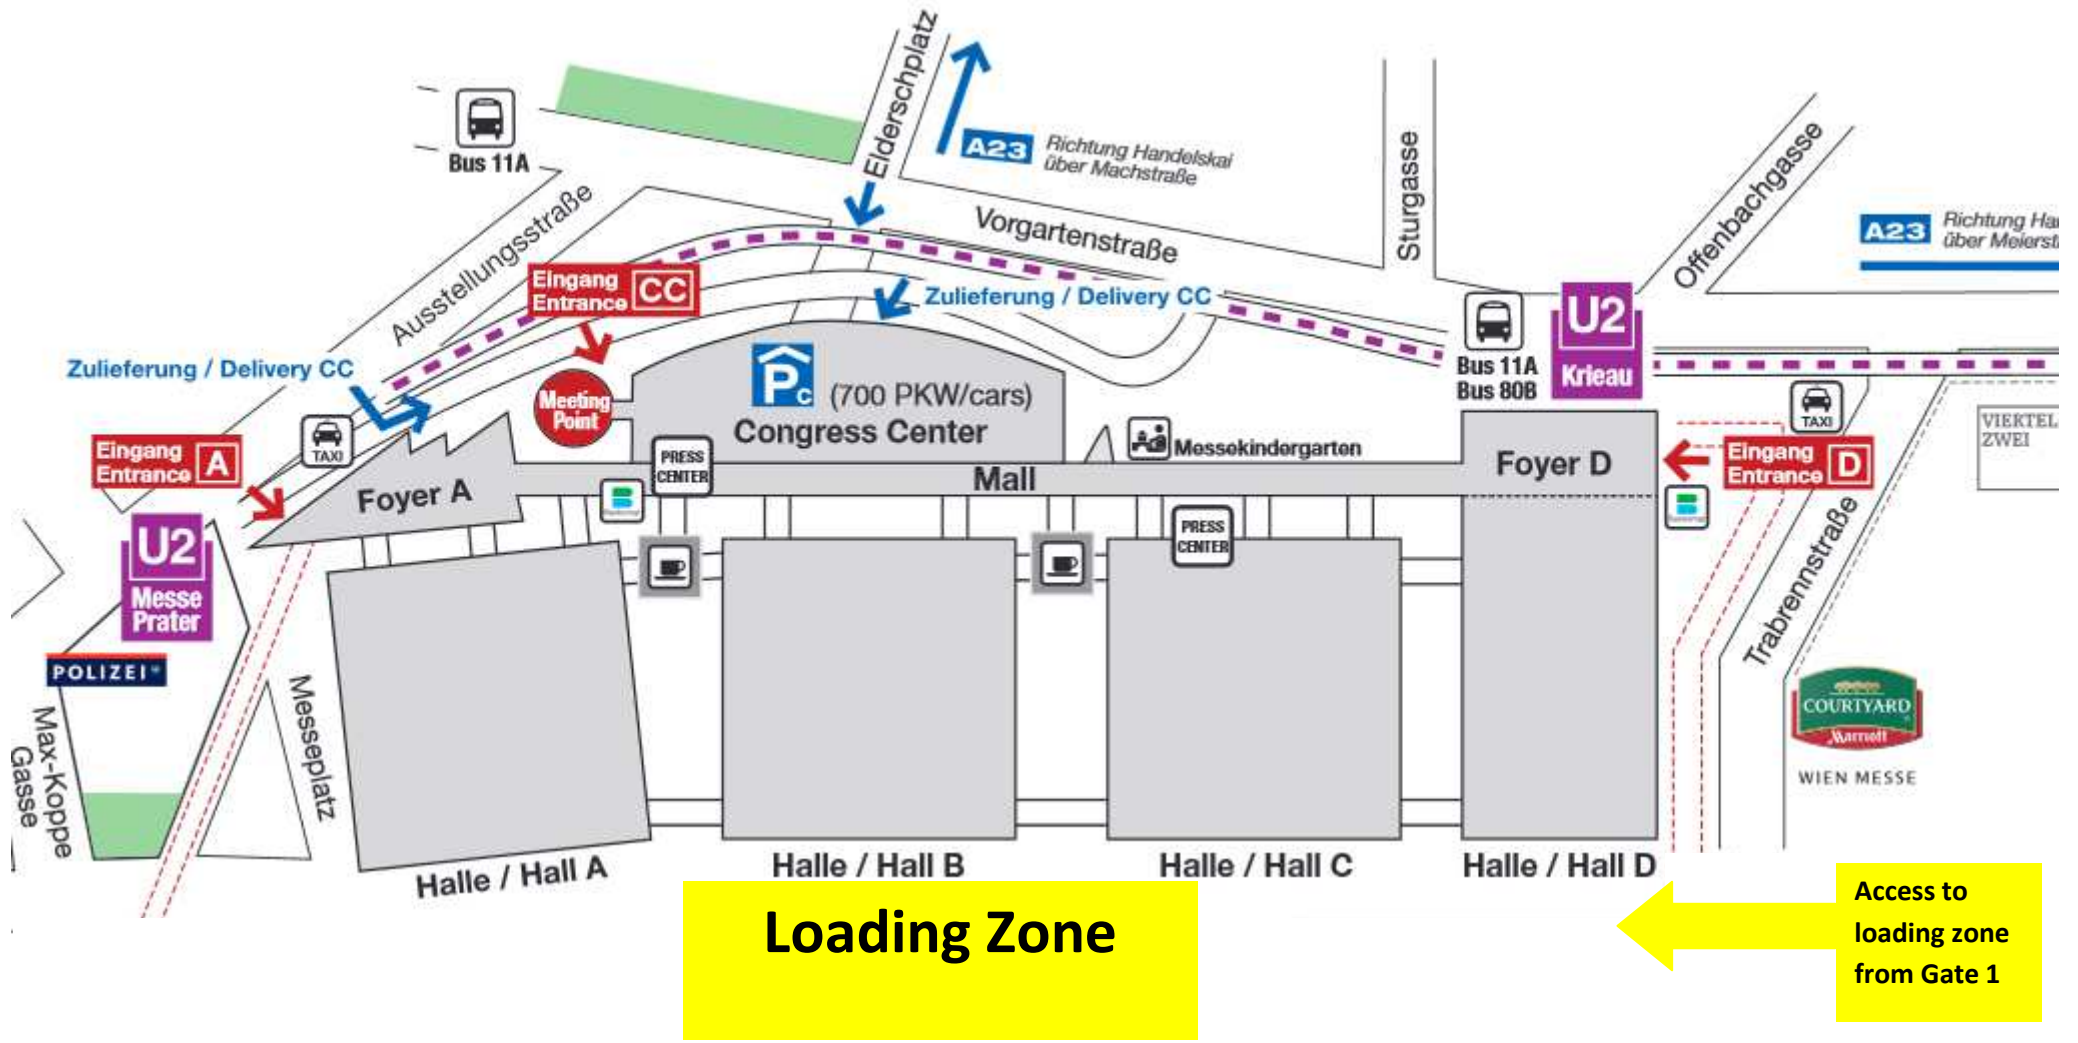 Elderschplatz
Bus 11A
A23
Richtung Handelskai
über Machstraße
Sturgasse
Offenbachgasse
A23
Richtung Ha
über Meierst
Vorgartenstraße
Ausstellungsstraße
Eingang
Entrance
CC
Zulieferung / Delivery CC
U2
Krieau
Bus 11A
Bus 80B
Zulieferung / Delivery CC
Meeting
Point
P
C
(700 PKW/cars)
Congress Center
TAXI
TAXI
VIERTEL
ZWEI
Eingang
Entrance
A
PRESS
CENTER
Messekindergarten
Mall
Foyer D
Eingang
Entrance
D
Foyer A
U2
Messe
Prater
PRESS
CENTER
Trabrennstraße
POLIZEI
Max-Koppe
Gasse
Messeplatz
COURTYARD
Marriott
WIEN MESSE
Halle / Hall A
Halle / Hall B
Halle / Hall C
Halle / Hall D
Loading Zone
Access to
loading zone
from Gate 1